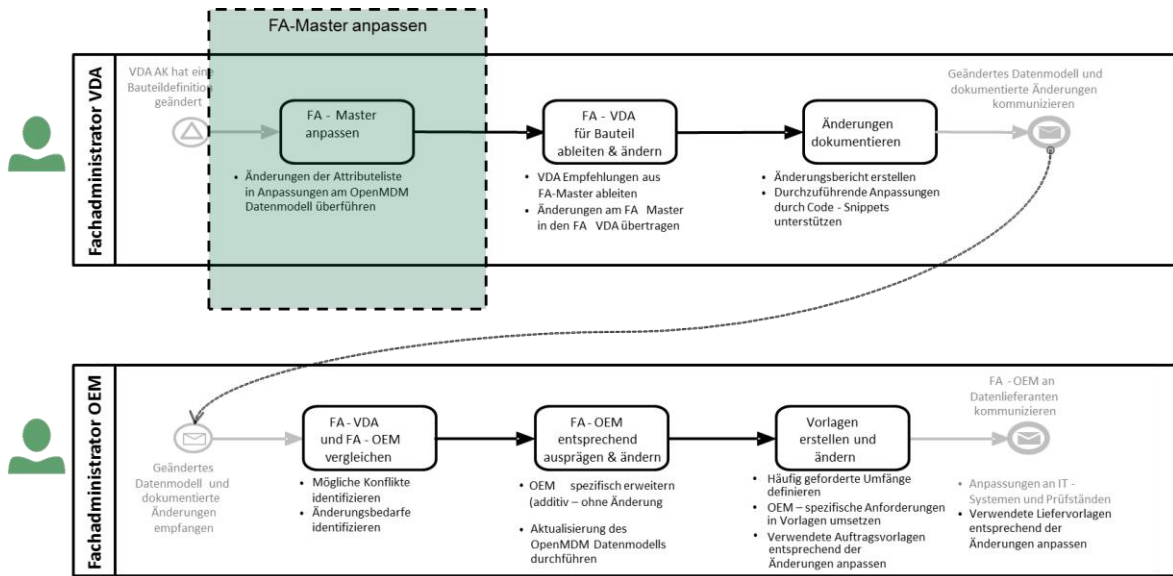 FA-Master anpassen
Fachadministrator VDA
VDA AK hat eine
Bauteildefinition
geändert
FA - Master
anpassen
• Änderungen der Attributeliste
in Anpassungen am OpenMDM
Datenmodell überführen
FA - VDA
für Bauteil
ableiten & ändern
• VDA Empfehlungen aus
FA-Master ableiten
• Änderungen am FA Master
in den FA VDA übertragen
Änderungen
dokumentieren
• Änderungsbericht erstellen
• Durchzuführende Anpassungen
durch Code - Snippets
unterstützen
Geändertes Datenmodell und
dokumentierte Änderungen
kommunizieren
Fachadministrator OEM
Geändertes
Datenmodell und
dokumentierte
Änderungen
empfangen
FA - VDA
und FA - OEM
vergleichen
• Mögliche Konflikte
identifizieren
• Änderungsbedarfe
identifizieren
FA - OEM
entsprechend
ausprägen & ändern
• OEM spezifisch erweitern
(additiv – ohne Änderung
• Aktualisierung des
OpenMDM Datenmodells
durchführen
Vorlagen
erstellen und
ändern
• Häufig geforderte Umfänge
definieren
• OEM – spezifische Anforderungen
in Vorlagen umsetzen
• Verwendete Auftragsvorlagen
entsprechend der
Änderungen anpassen
FA - OEM an
Datenlieferanten
kommunizieren
• Anpassungen an IT -
Systemen und Prüfständen
• Verwendete Liefervorlagen
entsprechend der
Änderungen anpassen